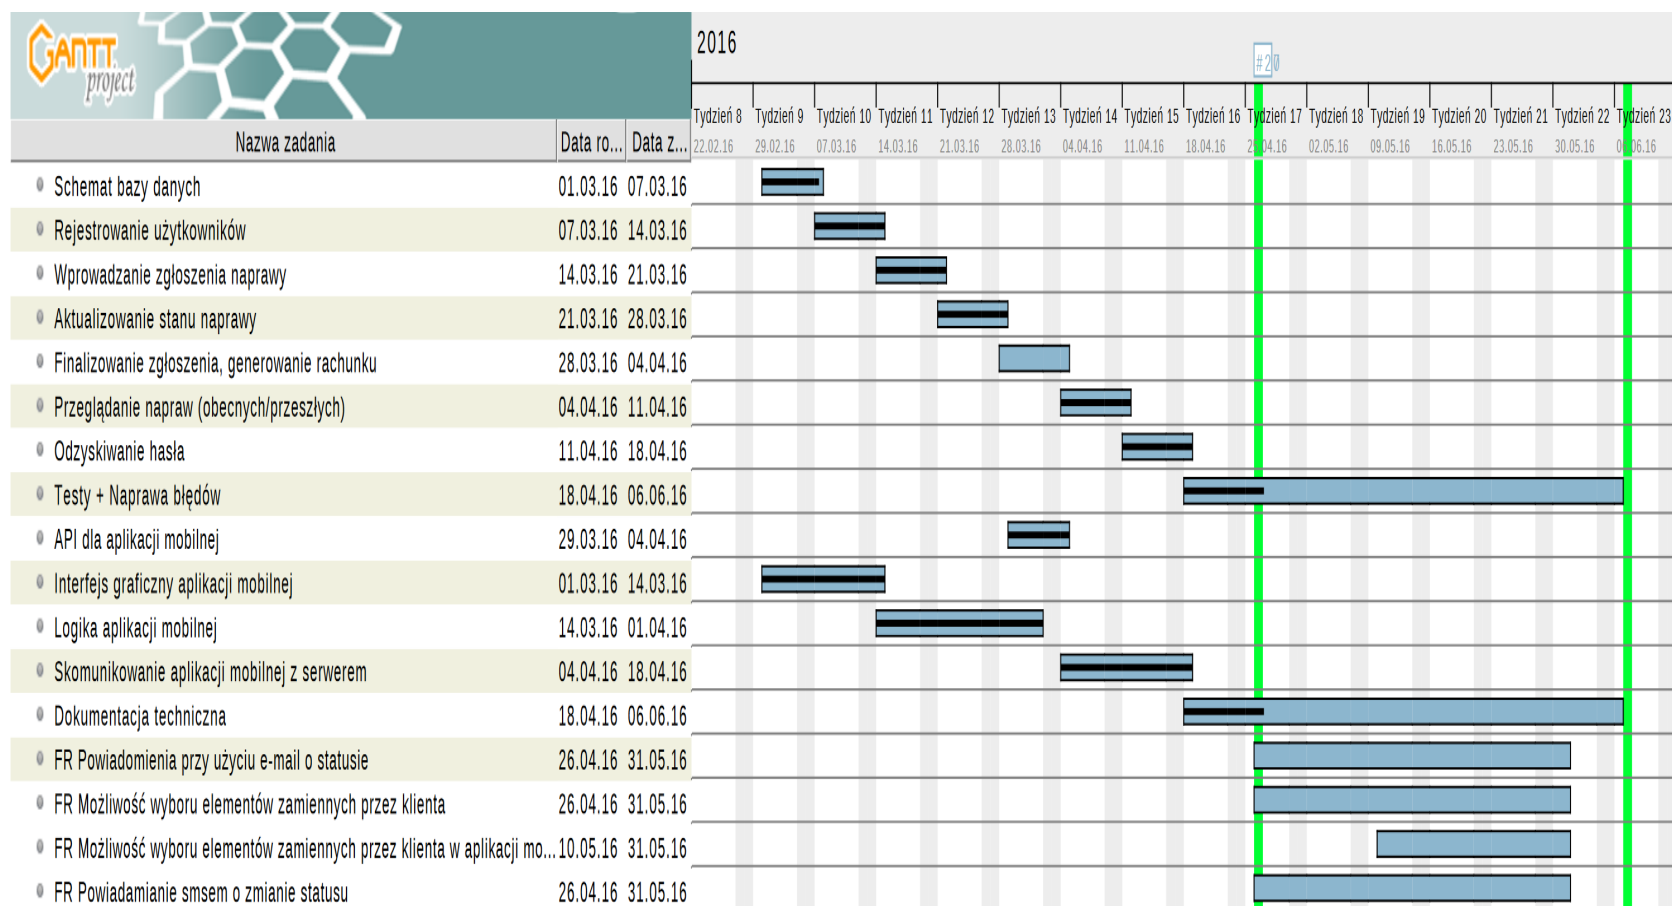 GANTT
project
2016
#20
Tydzień 8 Tydzień 9 Tydzień 10 Tydzień 11 Tydzień 12 Tydzień 13 Tydzień 14 Tydzień 15 Tydzień 16 Tydzień 17 Tydzień 18 Tydzień 19 Tydzień 20 Tydzień 21 Tydzień 22 Tydzień 23
Nazwa zadania Data ro... Data z...
22.02.16 29.02.16 07.03.16 14.03.16 21.03.16 28.03.16 04.04.16 11.04.16 18.04.16 25.04.16 02.05.16 09.05.16 16.05.16 23.05.16 30.05.16 06.06.16
Schemat bazy danych 01.03.16 07.03.16
Rejestrowanie użytkowników 07.03.16 14.03.16
Wprowadzanie zgłoszenia naprawy 14.03.16 21.03.16
Aktualizowanie stanu naprawy 21.03.16 28.03.16
Finalizowanie zgłoszenia, generowanie rachunku 28.03.16 04.04.16
Przeglądanie napraw (obecnych/przeszłych) 04.04.16 11.04.16
Odzyskiwanie hasła 11.04.16 18.04.16
Testy + Naprawa błędów 18.04.16 06.06.16
API dla aplikacji mobilnej 29.03.16 04.04.16
Interfejs graficzny aplikacji mobilnej 01.03.16 14.03.16
Logika aplikacji mobilnej 14.03.16 01.04.16
Skomunikowanie aplikacji mobilnej z serwerem 04.04.16 18.04.16
Dokumentacja techniczna 18.04.16 06.06.16
FR Powiadomienia przy użyciu e-mail o statusie 26.04.16 31.05.16
FR Możliwość wyboru elementów zamiennych przez klienta 26.04.16 31.05.16
FR Możliwość wyboru elementów zamiennych przez klienta w aplikacji mo... 10.05.16 31.05.16
FR Powiadamianie smsem o zmianie statusu 26.04.16 31.05.16